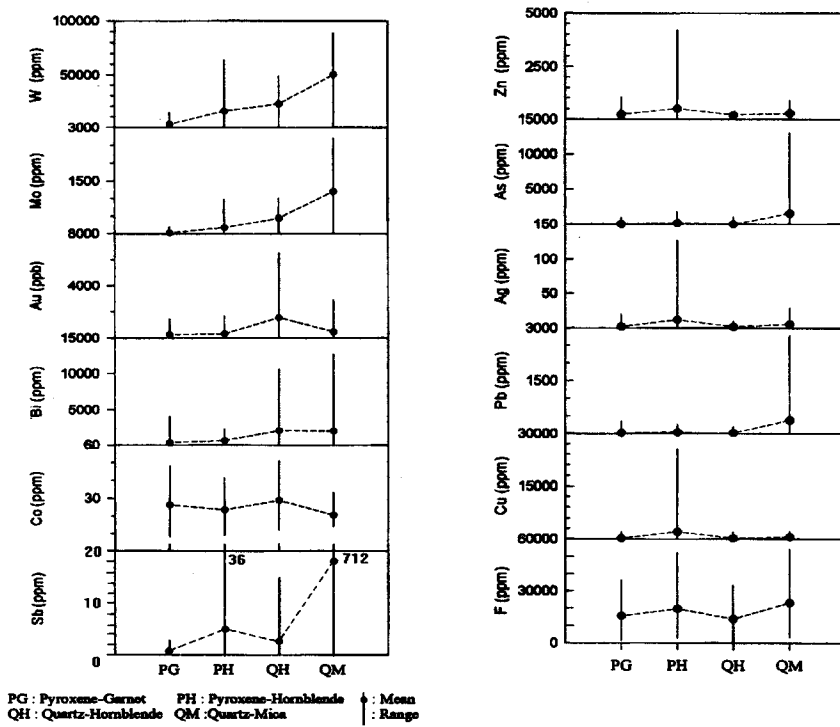 100000
W (ppm)
50000
3000
Mo (ppm)
1500
8000
Au (ppb)
4000
15000
Bi (ppm)
10000
5000
60
Co (ppm)
30
20
36
712
Sb (ppm)
10
0
PG PH QH QM
5000
Zn (ppm)
2500
15000
As (ppm)
10000
5000
150
Ag (ppm)
100
50
3000
Pb (ppm)
1500
30000
Cu (ppm)
15000
60000
F (ppm)
30000
0
PG PH QH QM
PG : Pyroxene-Garnet PH : Pyroxene-Hornblende : Mean
QH : Quartz-Hornblende QM :Quartz-Mica : Range